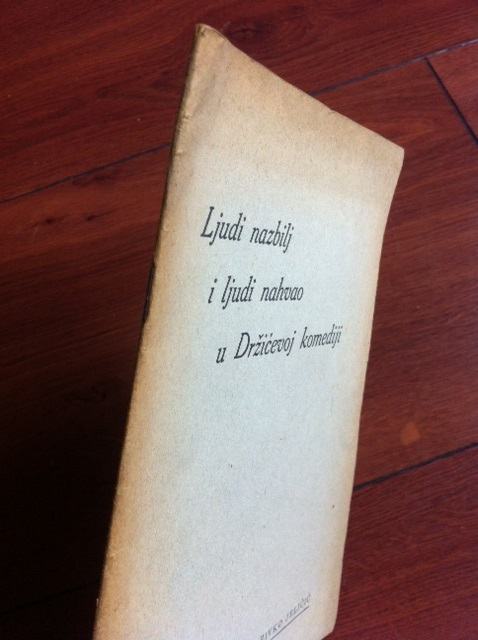 Ljudi nazbilj
i ljudi nahvao
u Držićevoj komediji